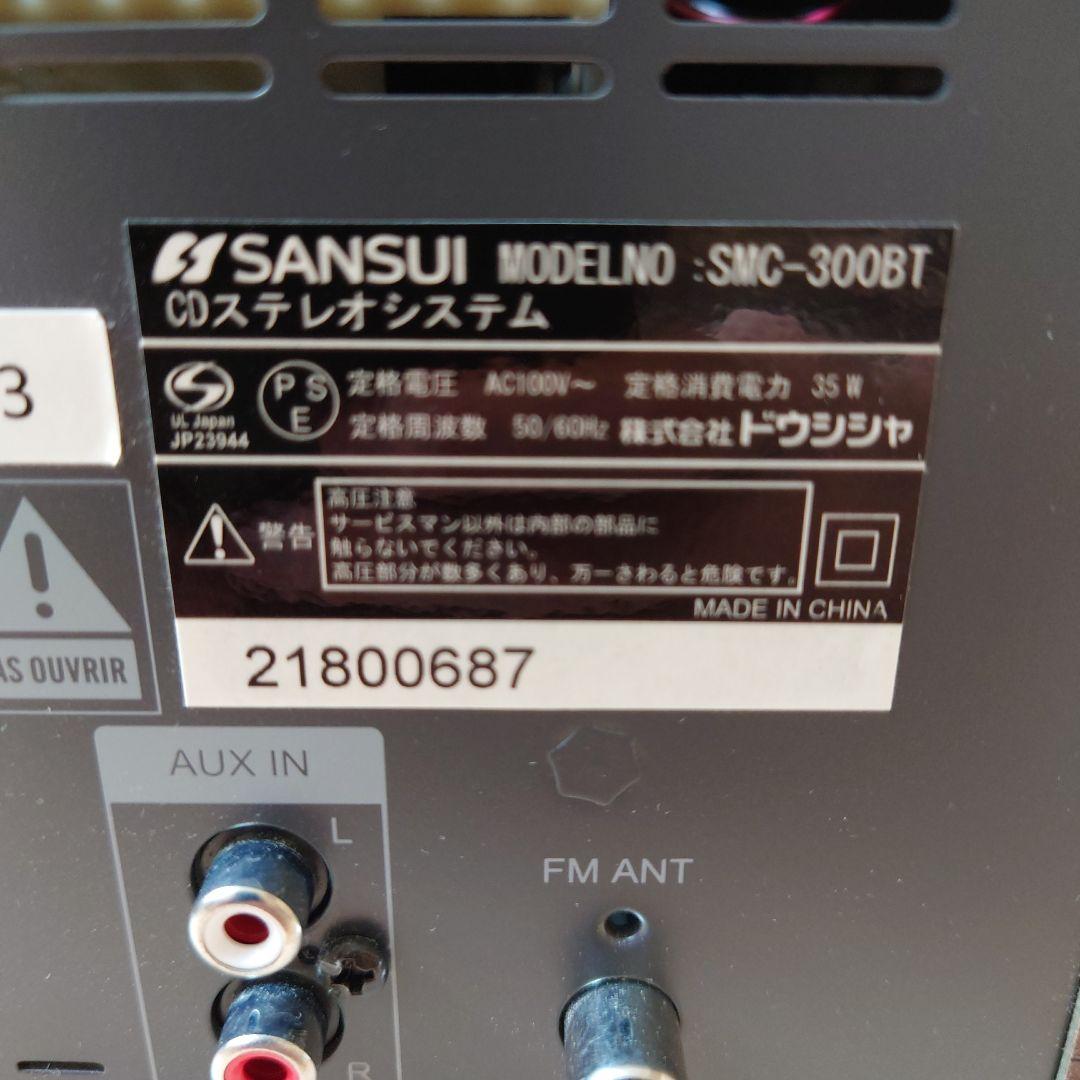 SANSUI MODELNO :SMC-300BT
CDステレオシステム
UL Japan
JP23944
PSE
定格電圧 AC100V～ 定格消費電力 35W
定格周波数 50/60Hz 株式会社ドウシシャ
警告
高圧注意
サービスマン以外は内部の部品に
触らないでください。
高圧部分が数多くあり、万一さわると危険です。
MADE IN CHINA
21800687
3
AS OUVRIR
AUX IN
L
R
FM ANT